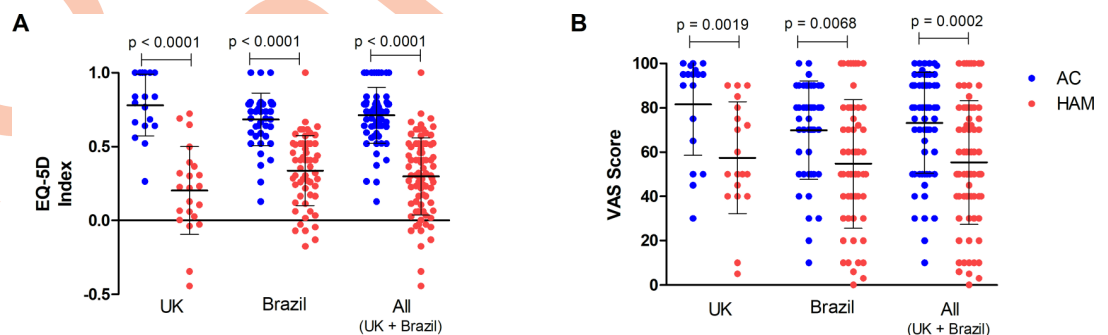 A
p < 0.0001 p < 0.0001 p < 0.0001
1.0
0.5
0.0
-0.5
EQ-5D
Index
UK Brazil All
(UK + Brazil)
B
p = 0.0019 p = 0.0068 p = 0.0002
100
80
60
40
20
0
VAS Score
UK Brazil All
(UK + Brazil)
AC
HAM